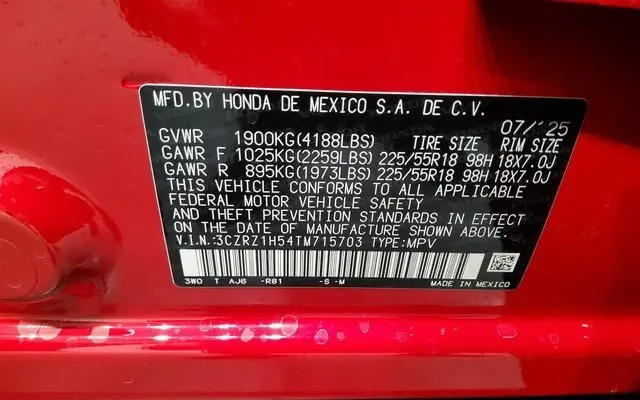 MFD.BY HONDA DE MEXICO S.A. DE C.V.
07/'25
GVWR 1900KG(4188LBS) TIRE SIZE RIM SIZE
GAWR F 1025KG(2259LBS) 225/55R18 98H 18X7.0J
GAWR R 895KG(1973LBS) 225/55R18 98H 18X7.0J
THIS VEHICLE CONFORMS TO ALL APPLICABLE
FEDERAL MOTOR VEHICLE SAFETY
AND THEFT PREVENTION STANDARDS IN EFFECT
ON THE DATE OF MANUFACTURE SHOWN ABOVE.
V.I.N.:3CZRZ1H54TM715703 TYPE:MPV
3WO T AJ6 -R81 -S -M MADE IN MEXICO